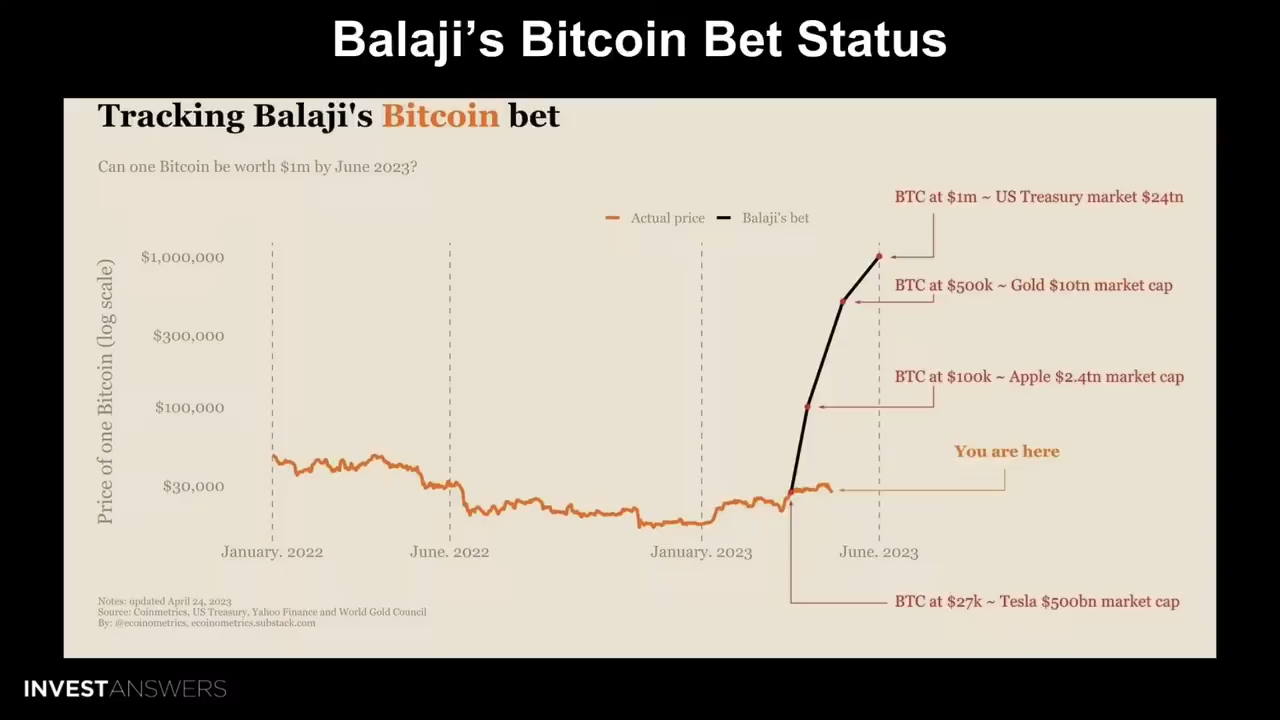 Balaji’s Bitcoin Bet Status
Tracking Balaji's Bitcoin bet
Can one Bitcoin be worth $1m by June 2023?
Actual price
Balaji's bet
BTC at $1m ~ US Treasury market $24tn
BTC at $500k ~ Gold $10tn market cap
BTC at $100k ~ Apple $2.4tn market cap
You are here
BTC at $27k ~ Tesla $500bn market cap
Price of one Bitcoin (log scale)
$1,000,000
$300,000
$100,000
$30,000
January. 2022
June. 2022
January. 2023
June. 2023
Notes: updated April 24, 2023
Source: Coinmetrics, US Treasury, Yahoo Finance and World Gold Council
By: @ecoinometrics, ecoinometrics.substack.com
INVESTANSWERS